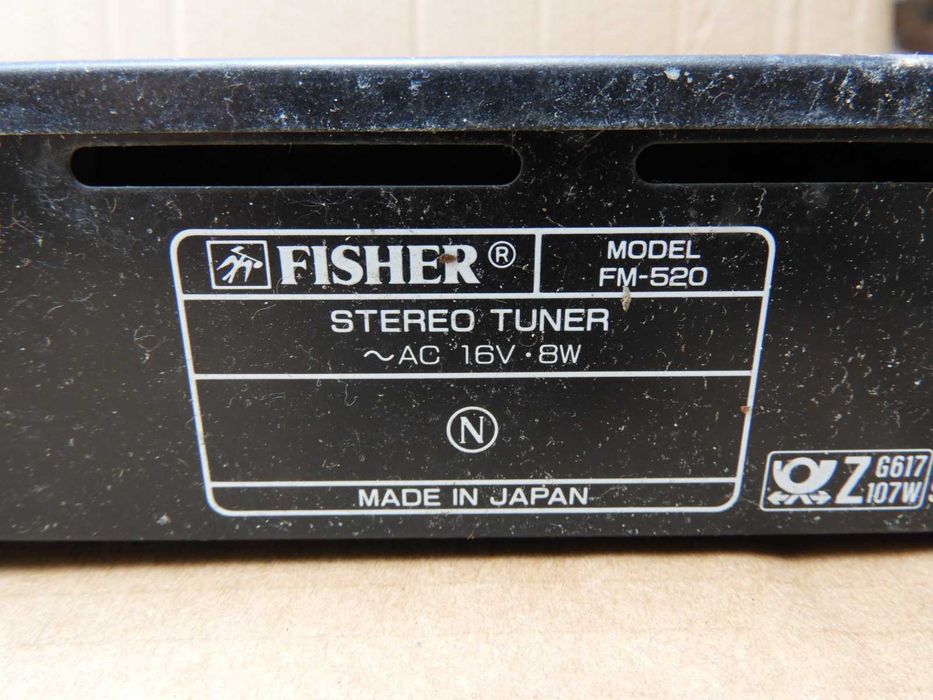 FISHER®
MODEL
FM-520
STEREO TUNER
~AC 16V·8W
N
MADE IN JAPAN
Z G617
107W